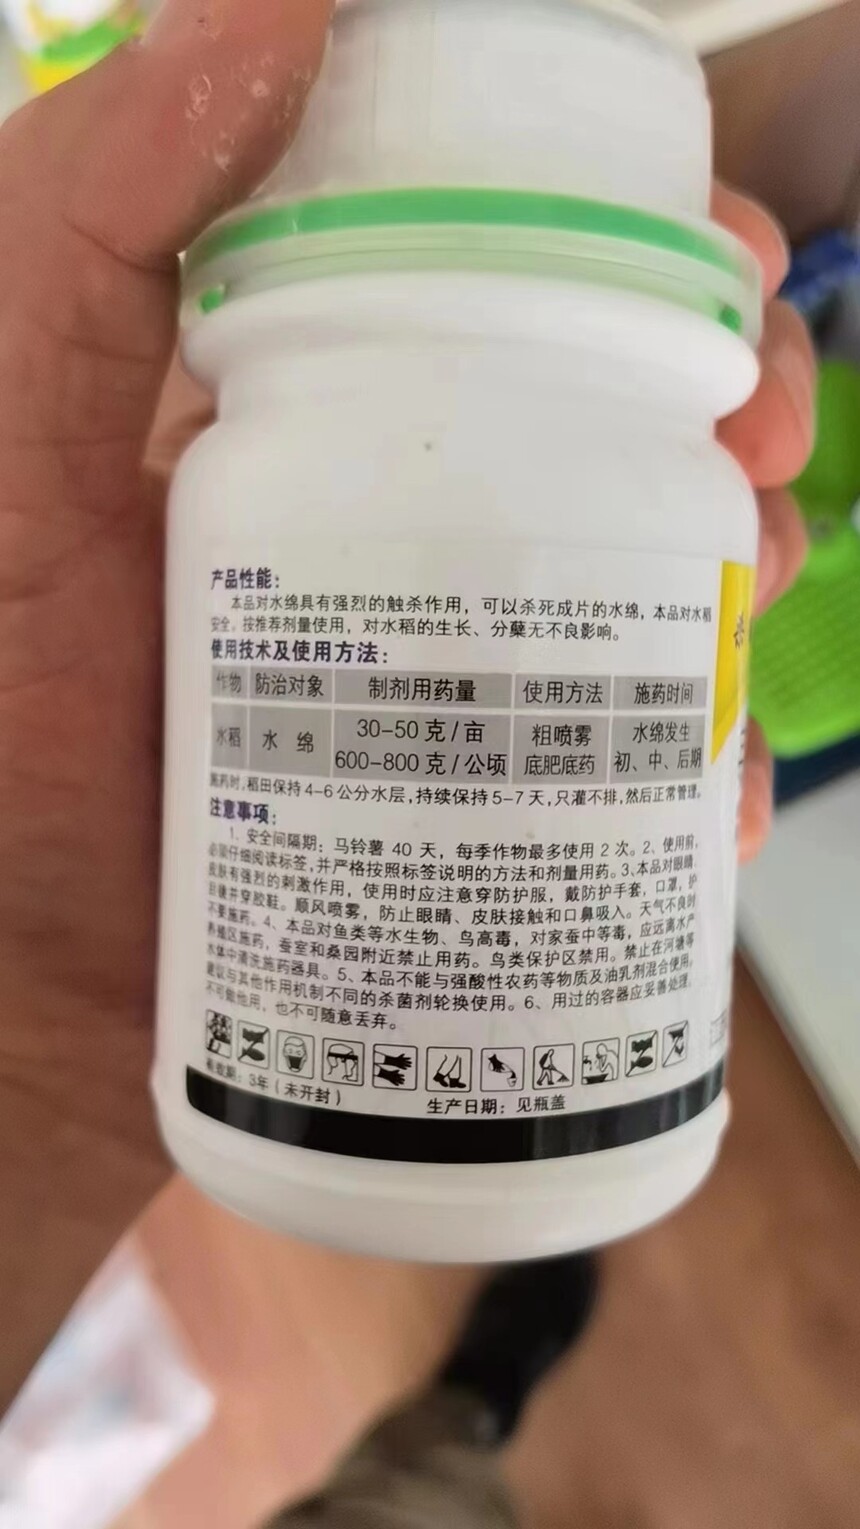 产品性能：
本品对水绵具有强烈的触杀作用，可以杀死成片的水绵，本品对水稻
安全。按推荐剂量使用，对水稻的生长、分蘖无不良影响。
使用技术及使用方法：
作物 防治对象 制剂用药量 使用方法 施药时间
水稻 水 绵 30-50克/亩 粗喷雾 水绵发生
600-800克/公顷 底肥底药 初、中、后期
施药时，稻田保持4-6公分水层，持续保持5-7天，只灌不排，然后正常管理。
注意事项：
1、安全间隔期：马铃薯 40 天，每季作物最多使用 2 次。2、使用前，
必须仔细阅读标签，并严格按照标签说明的方法和剂量用药。3、本品对眼睛、
皮肤有强烈的刺激作用，使用时应注意穿防护服，戴防护手套，口罩，护
目镜并穿胶鞋。顺风喷雾，防止眼睛、皮肤接触和口鼻吸入。天气不良时
不要施药。4、本品对鱼类等水生物、鸟高毒，对家蚕中等毒，应远离水产
养殖区施药，蚕室和桑园附近禁止用药。鸟类保护区禁用。禁止在河塘等
水体中清洗施药器具。5、本品不能与强酸性农药等物质及油乳剂混合使用，
建议与其他作用机制不同的杀菌剂轮换使用。6、用过的容器应妥善处理，
不可做他用，也不可随意丢弃。
有效期：3年（未开封） 生产日期：见瓶盖